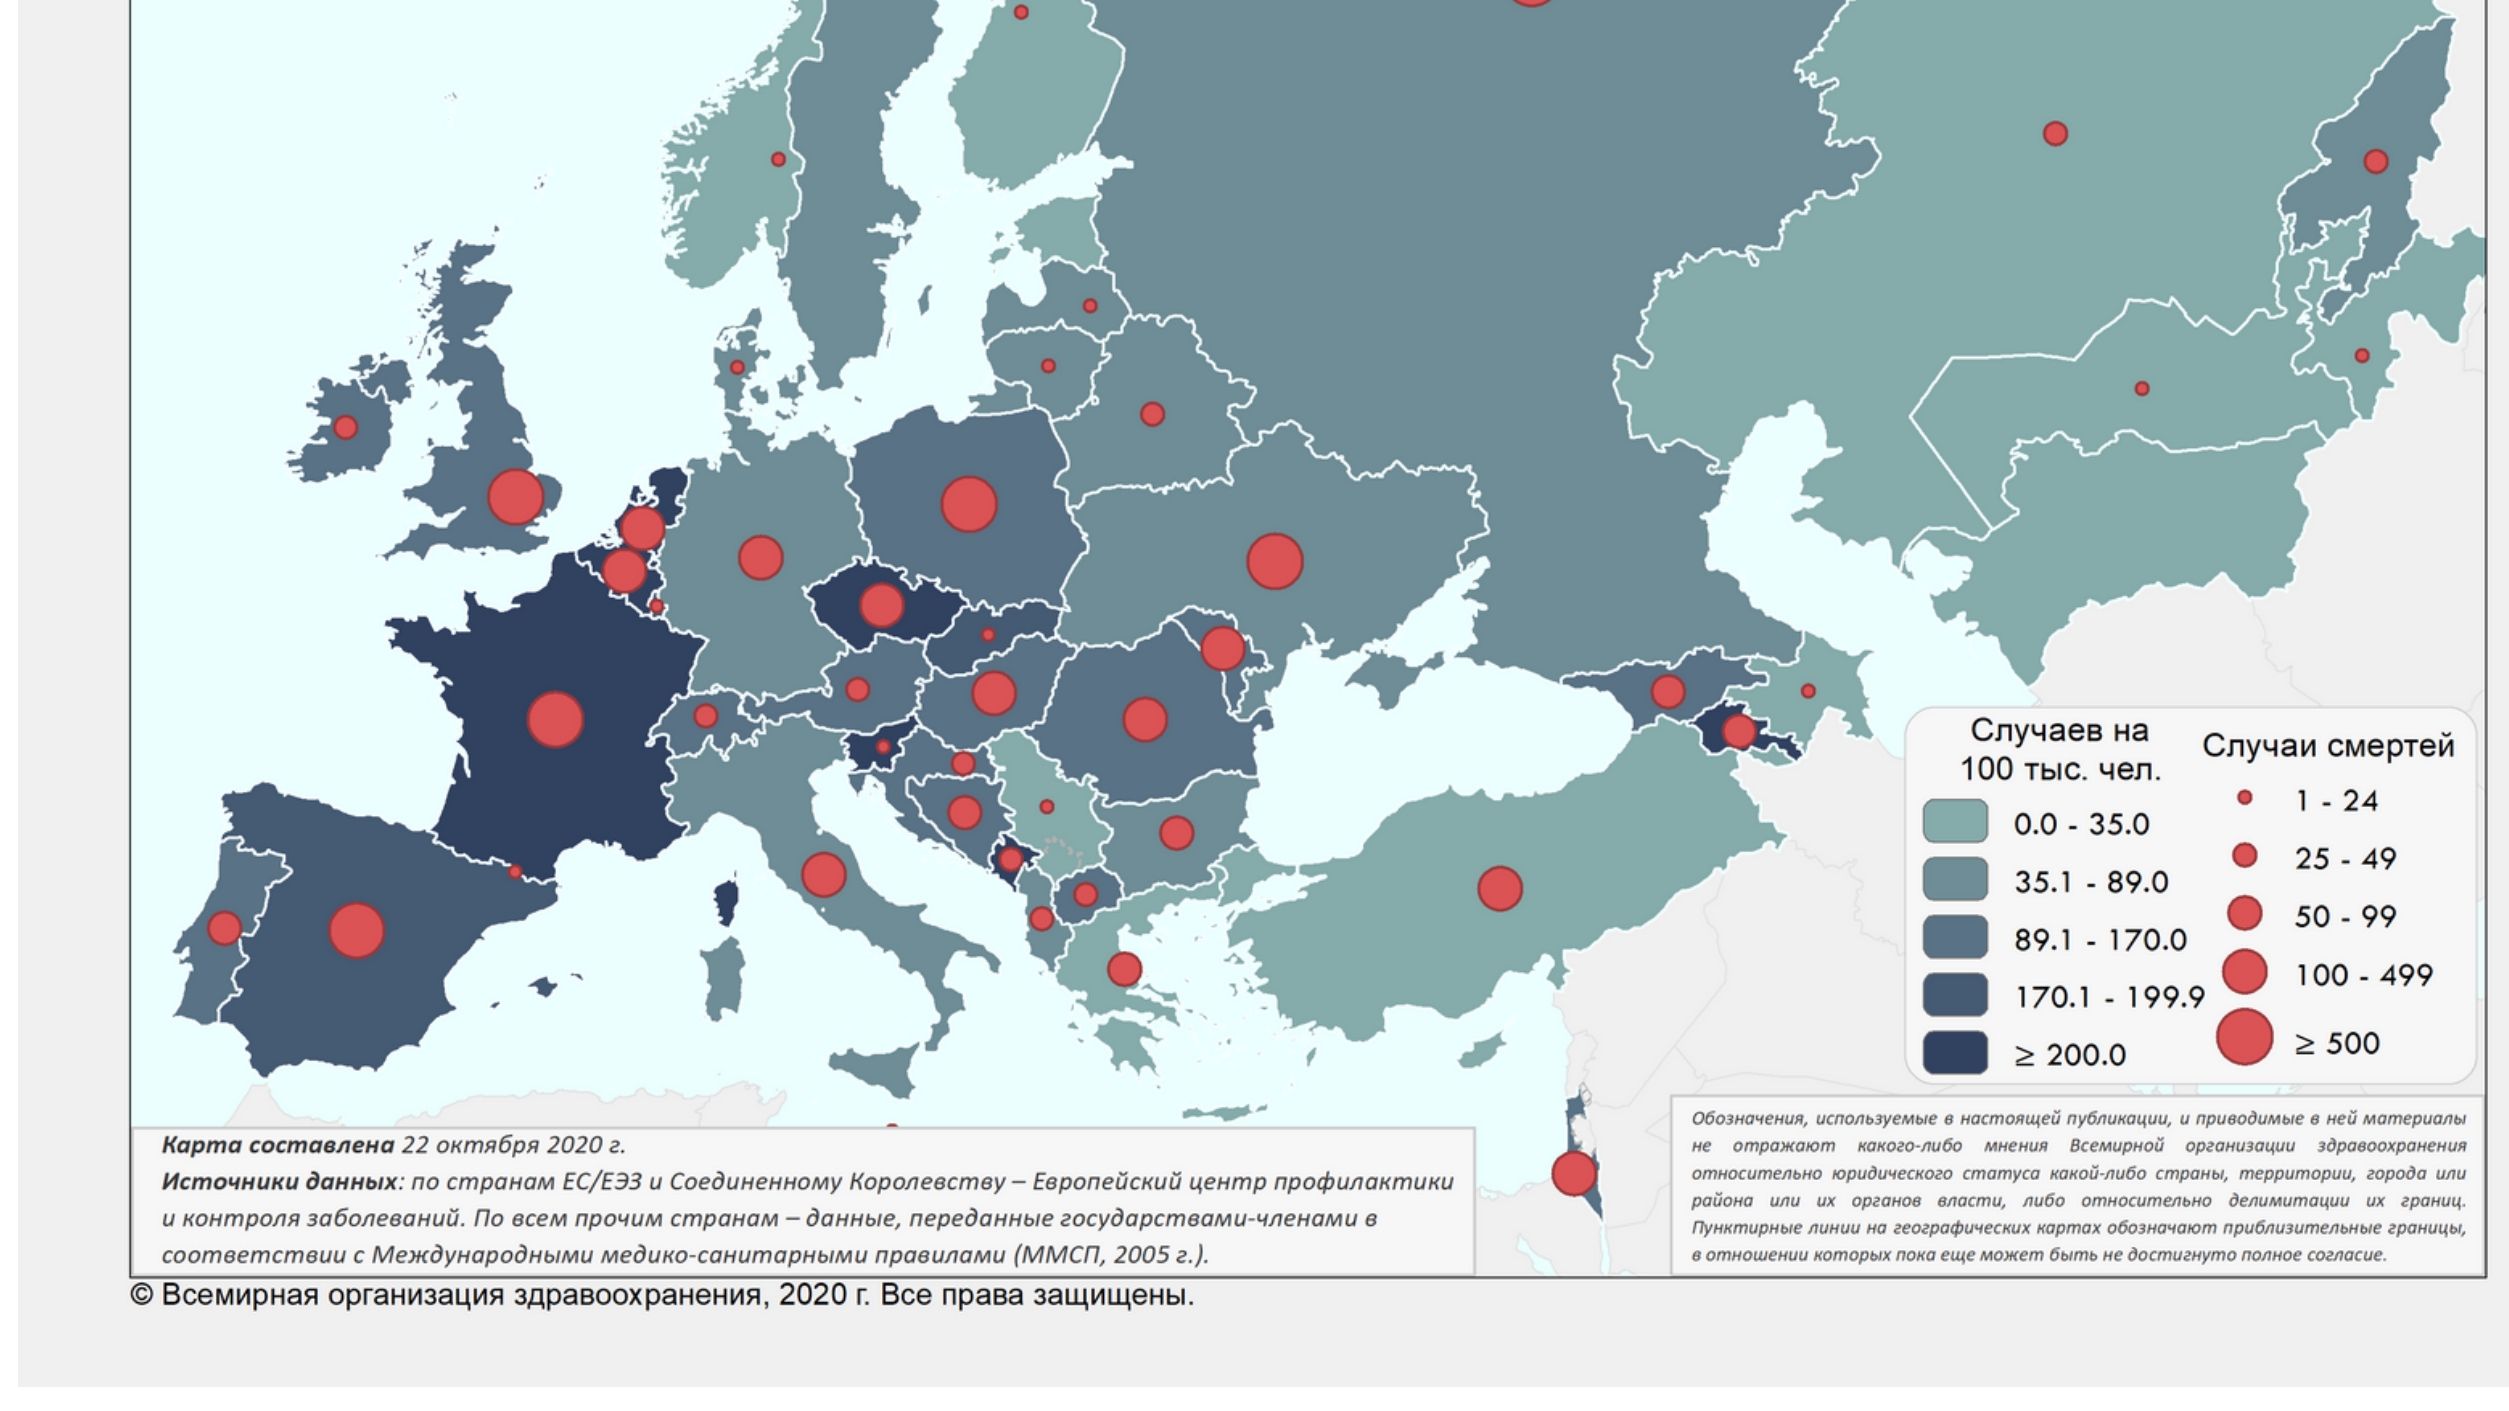 Случаев на
100 тыс. чел.
0.0 - 35.0
35.1 - 89.0
89.1 - 170.0
170.1 - 199.9
≥ 200.0
Случаи смертей
1 - 24
25 - 49
50 - 99
100 - 499
≥ 500
Карта составлена 22 октября 2020 г.
Источники данных: по странам ЕС/ЕЭЗ и Соединенному Королевству – Европейский центр профилактики
и контроля заболеваний. По всем прочим странам – данные, переданные государствами-членами в
соответствии с Международными медико-санитарными правилами (ММСП, 2005 г.).
Обозначения, используемые в настоящей публикации, и приводимые в ней материалы
не отражают какого-либо мнения Всемирной организации здравоохранения
относительно юридического статуса какой-либо страны, территории, города или
района или их органов власти, либо относительно делимитации их границ.
Пунктирные линии на географических картах обозначают приблизительные границы,
в отношении которых пока еще может быть не достигнуто полное согласие.
© Всемирная организация здравоохранения, 2020 г. Все права защищены.